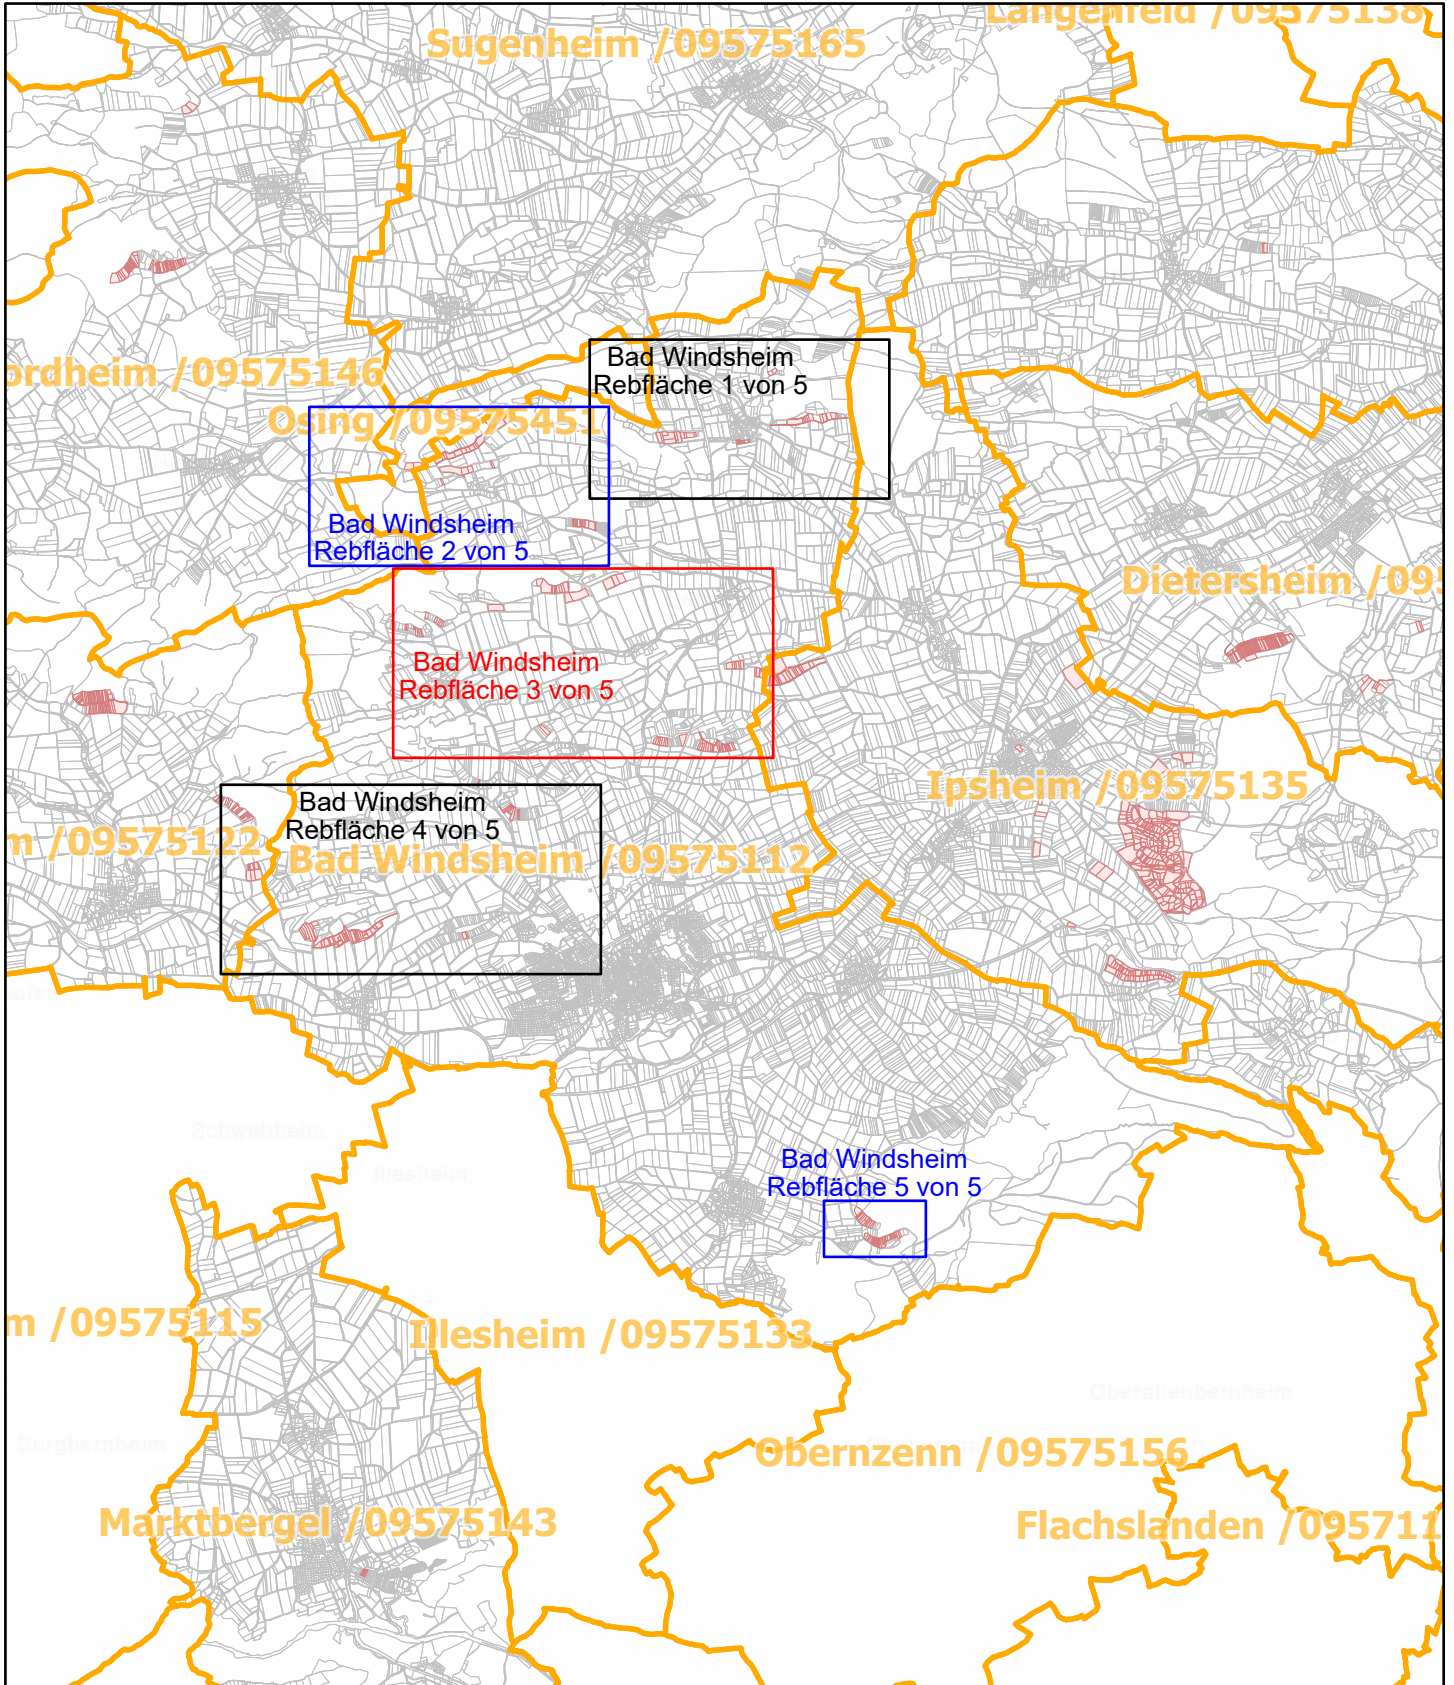 Langenfeld /09575138
Sugenheim /09575165
Bad Windsheim
Rebfläche 1 von 5
ordheim /09575146
Osing /09575451
Bad Windsheim
Rebfläche 2 von 5
Dietersheim /095
Bad Windsheim
Rebfläche 3 von 5
Ipsheim /09575135
Bad Windsheim
Rebfläche 4 von 5
m /09575122
Bad Windsheim /09575112
Schwebheim
Illesheim
Bad Windsheim
Rebfläche 5 von 5
m /09575115
Illesheim /09575133
Oberaltenbernheim
Burgbernheim
Obernzenn /09575156
Marktbergel /09575143
Flachslanden /095711